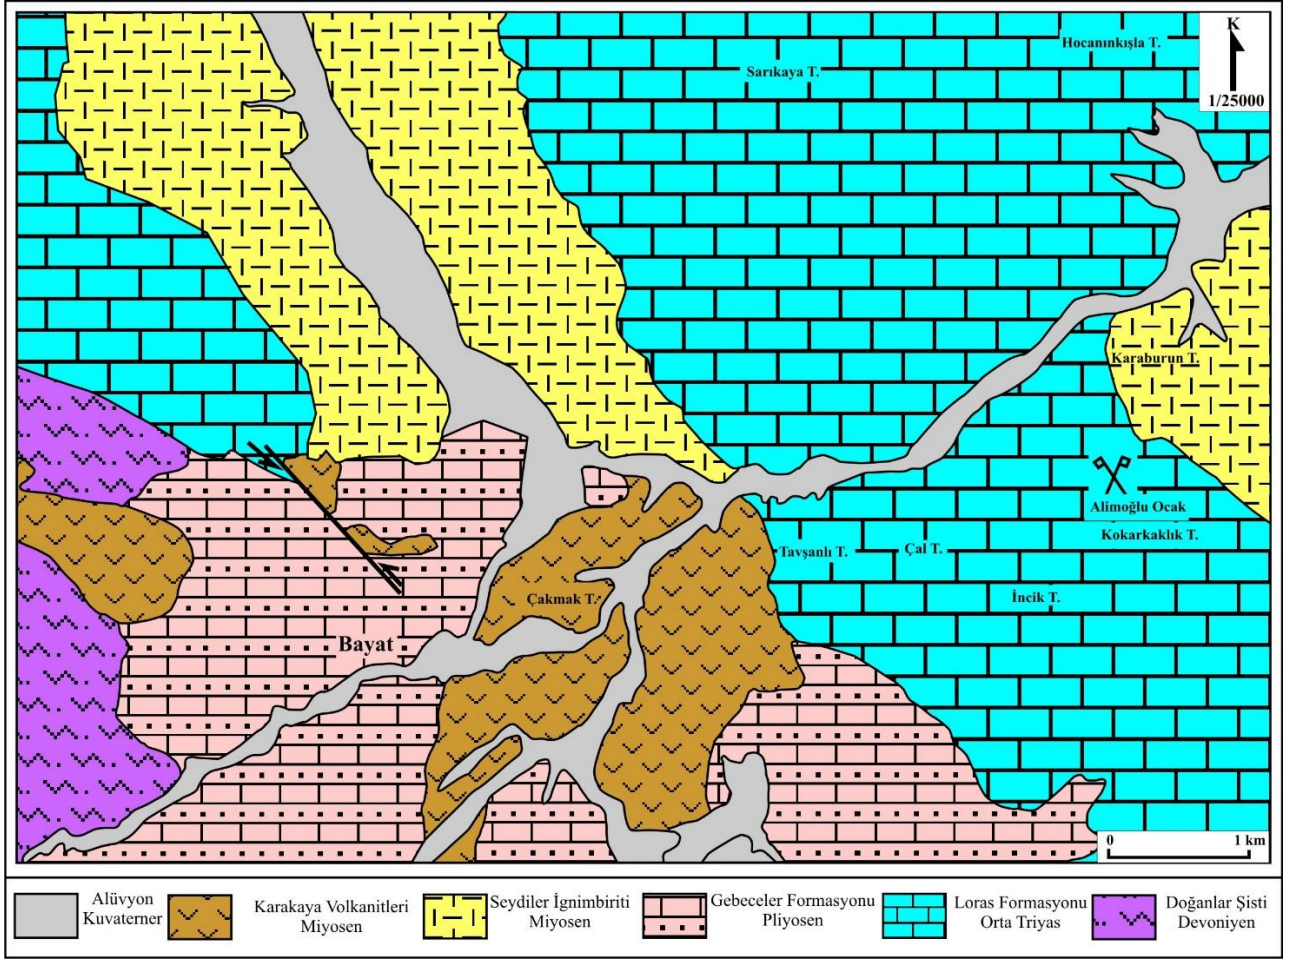 K
1/25000
Hocanınkışla T.
Sarıkaya T.
Karaburun T.
Alimoğlu Ocak
Kokarkaklık T.
Tavşanlı T.
Çal T.
İncik T.
Çakmak T.
Bayat
0 1 km
Alüvyon
Kuvaterner
Karakaya Volkanitleri
Miyosen
Seydiler İgnimbiriti
Miyosen
Gebeceler Formasyonu
Pliyosen
Loras Formasyonu
Orta Triyas
Doğanlar Şisti
Devoniyen